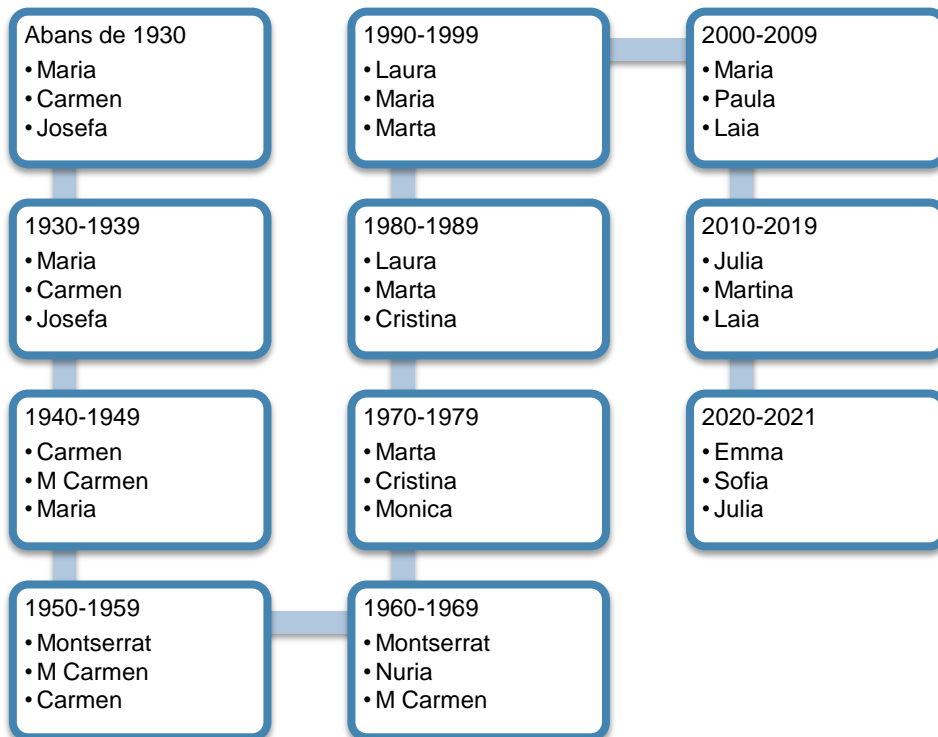 Abans de 1930
• Maria
• Carmen
• Josefa
1930-1939
• Maria
• Carmen
• Josefa
1940-1949
• Carmen
• M Carmen
• Maria
1950-1959
• Montserrat
• M Carmen
• Carmen
1960-1969
• Montserrat
• Nuria
• M Carmen
1970-1979
• Marta
• Cristina
• Monica
1980-1989
• Laura
• Marta
• Cristina
1990-1999
• Laura
• Maria
• Marta
2000-2009
• Maria
• Paula
• Laia
2010-2019
• Julia
• Martina
• Laia
2020-2021
• Emma
• Sofia
• Julia